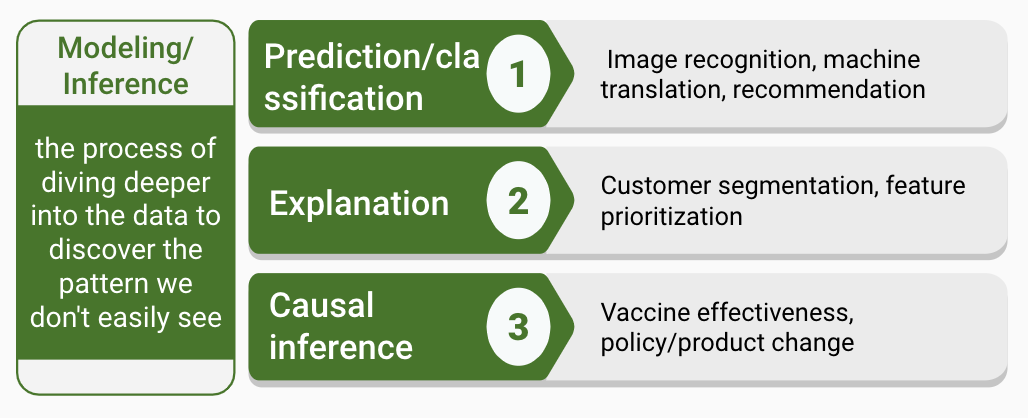 Modeling/
Inference
the process of
diving deeper
into the data to
discover the
pattern we
don't easily see
Prediction/cla
ssification
1
Image recognition, machine
translation, recommendation
Explanation
2
Customer segmentation, feature
prioritization
Causal
inference
3
Vaccine effectiveness,
policy/product change